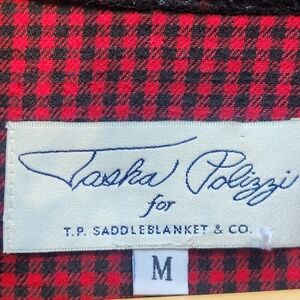 Tasha Polizzi
for
T.P. SADDLEBLANKET & CO.
M